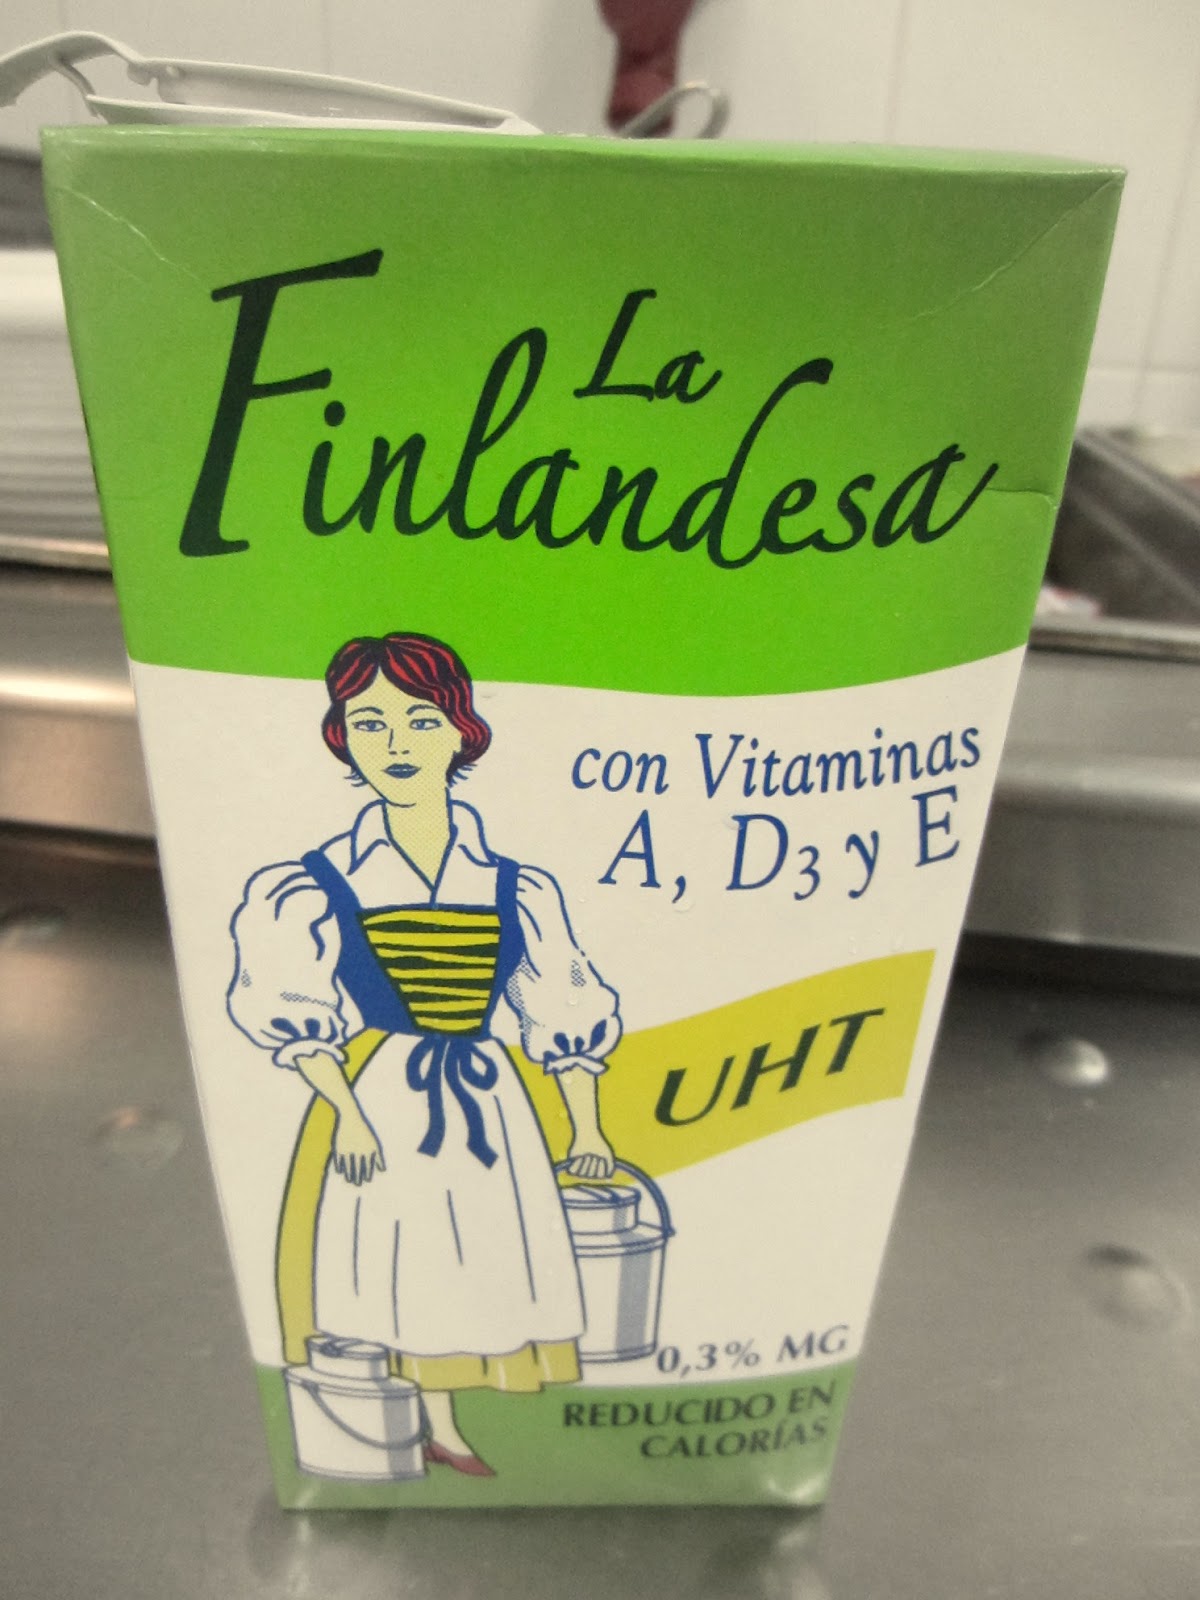 La
Finlandesa
con Vitaminas
A, D3 y E
UHT
0,3% MG
REDUCIDO EN
CALORÍAS